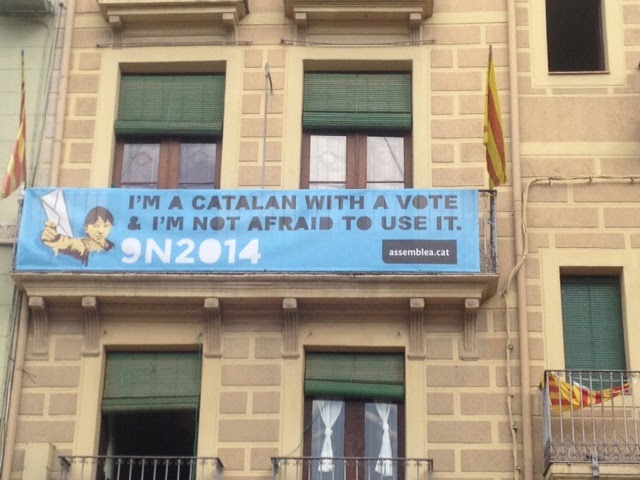 I'M A CATALAN WITH A VOTE
& I'M NOT AFRAID TO USE IT.
9N2014
assemblea.cat